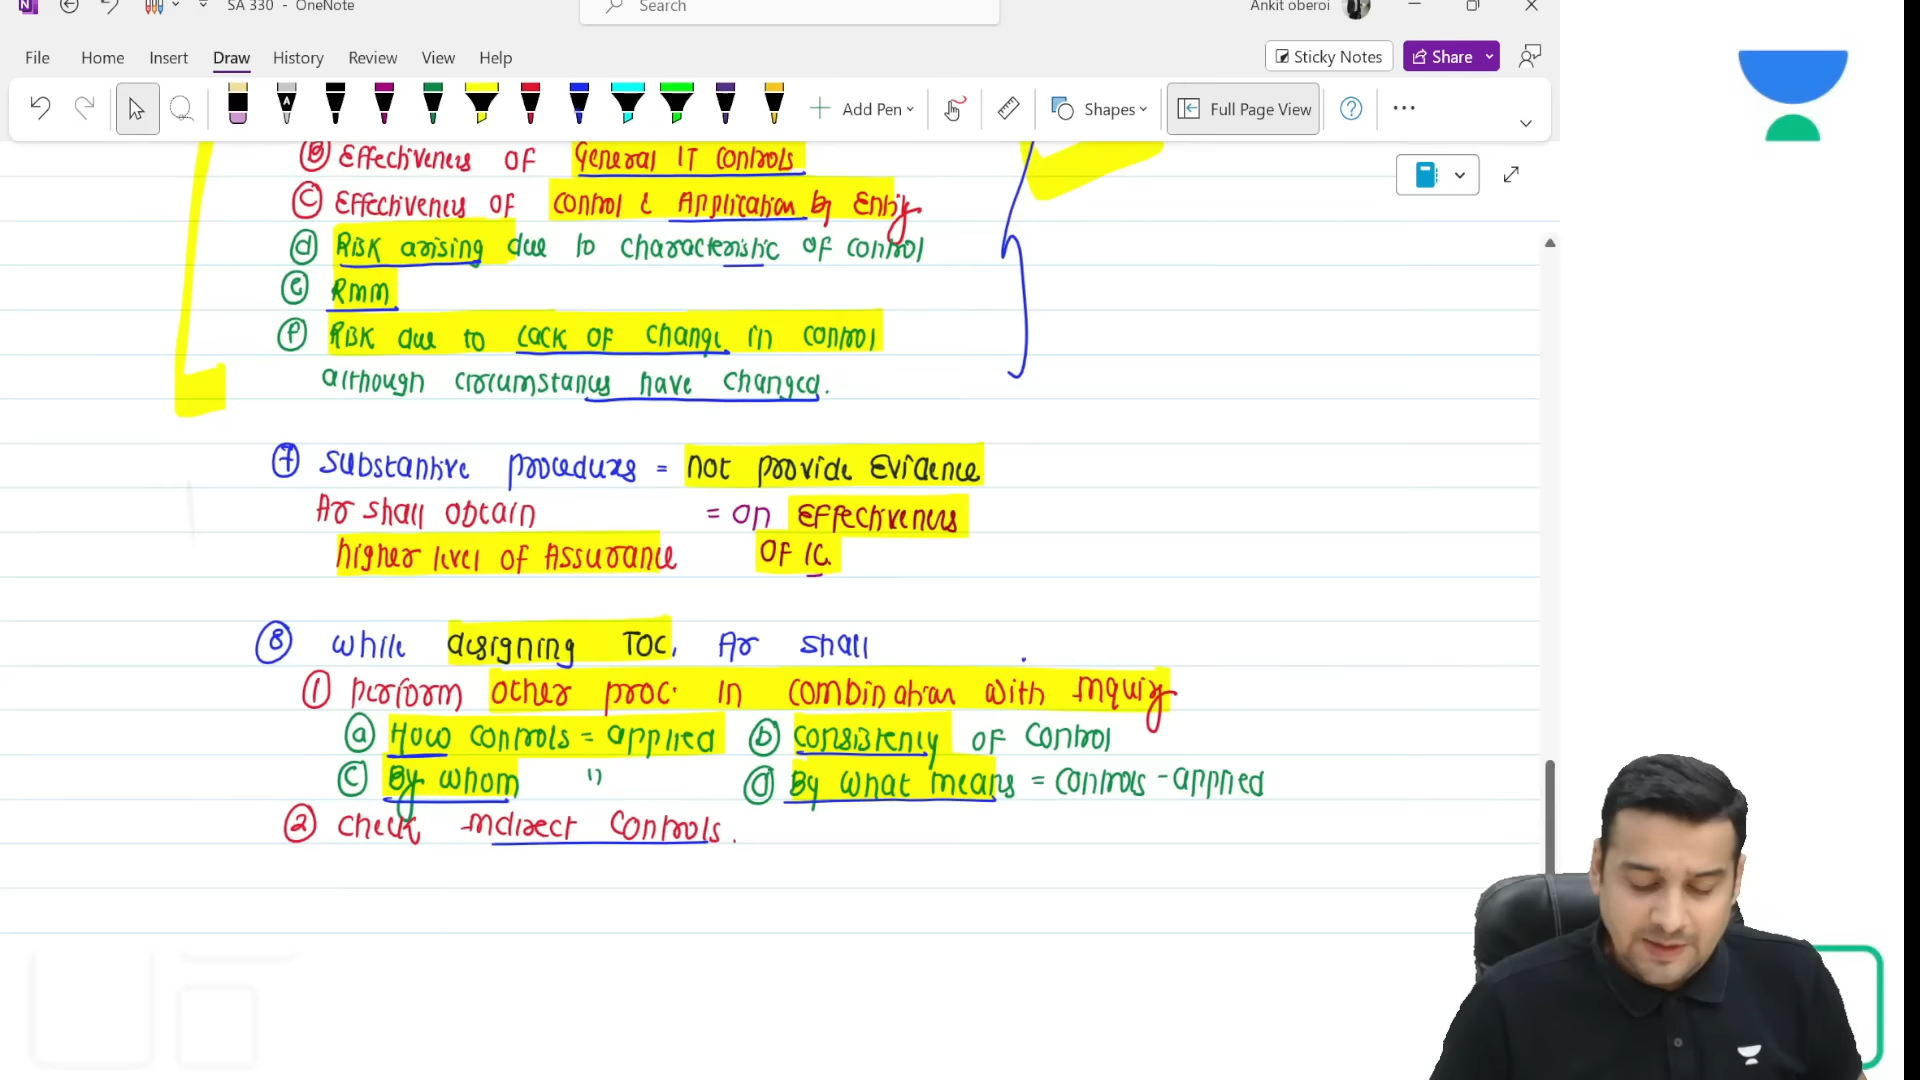 SA 330 - OneNote
Search
Ankit oberoi
File Home Insert Draw History Review View Help
Sticky Notes Share
Add Pen Shapes Full Page View
(B) Effectiveness of General IT Controls
(C) Effectiveness of Control & Application by Entity
(d) Risk arising due to characteristic of control
(e) Rmm
(f) Risk due to Lack of change in control
although circumstances have changed.
(7) Substantive procedures = not provide Evidence
Ar shall obtain = on Effectiveness
higher level of Assurance OF IC.
(8) while designing TOC, Ar shall
(1) perform other proc. in combination with inquiry
(a) How controls = applied (b) consistency of control
(c) By whom " (d) By what means = controls - applied
(2) check indirect controls.